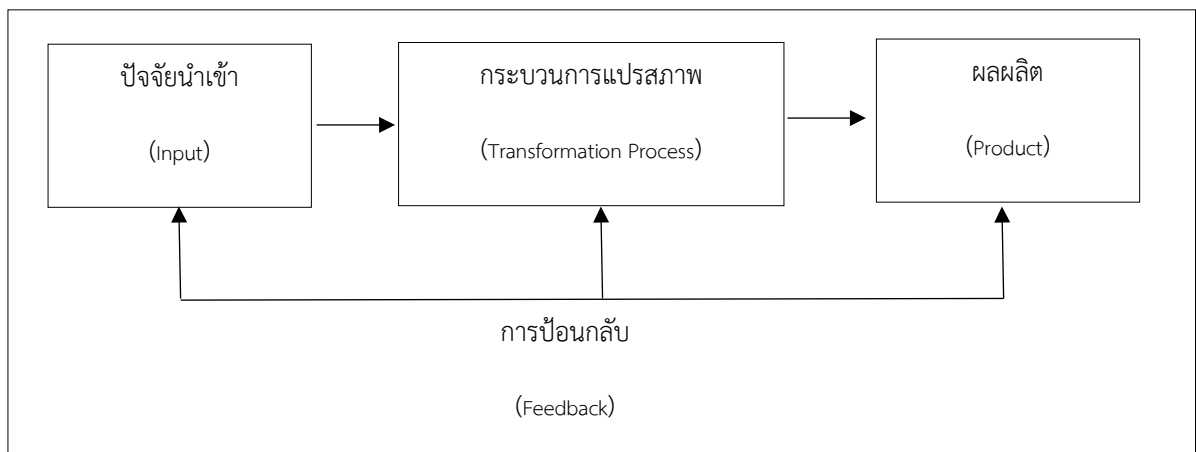 ปัจจัยนำเข้า
(Input)
กระบวนการแปรสภาพ
(Transformation Process)
ผลผลิต
(Product)
การป้อนกลับ
(Feedback)